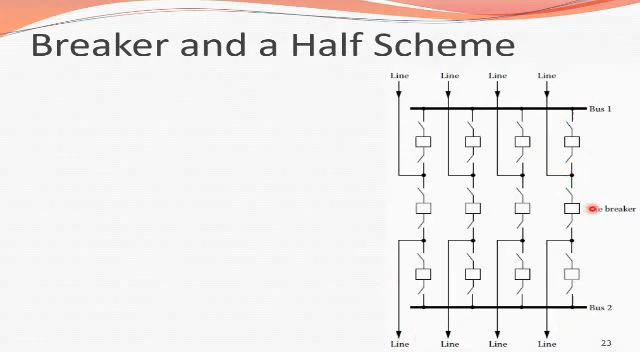 Breaker and a Half Scheme
Line Line Line Line
Bus 1
breaker
Bus 2
Line Line Line Line
23